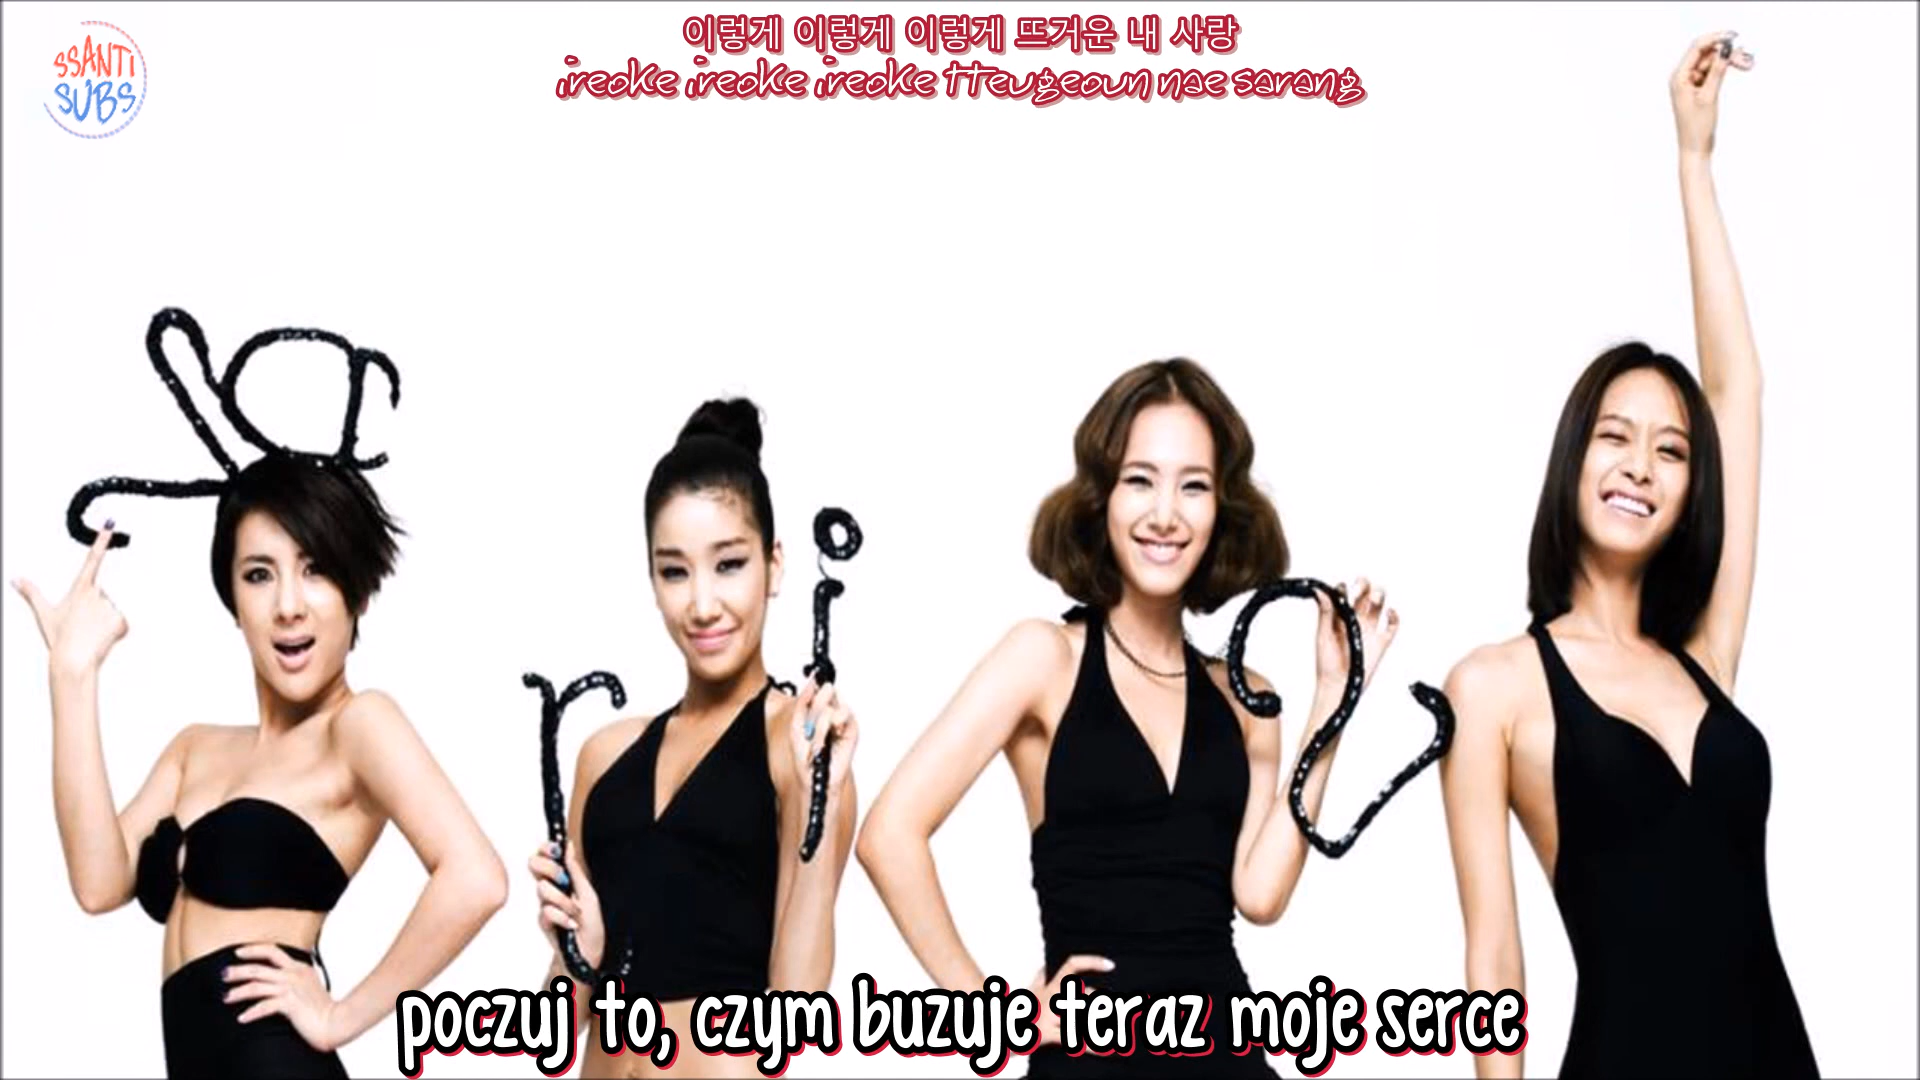 SSANTI
SUBS
이렇게 이렇게 이렇게 뜨거운 내 사랑
ireoke ireoke ireoke tteugeoun nae sarang
poczuj to, czym buzuje teraz moje serce